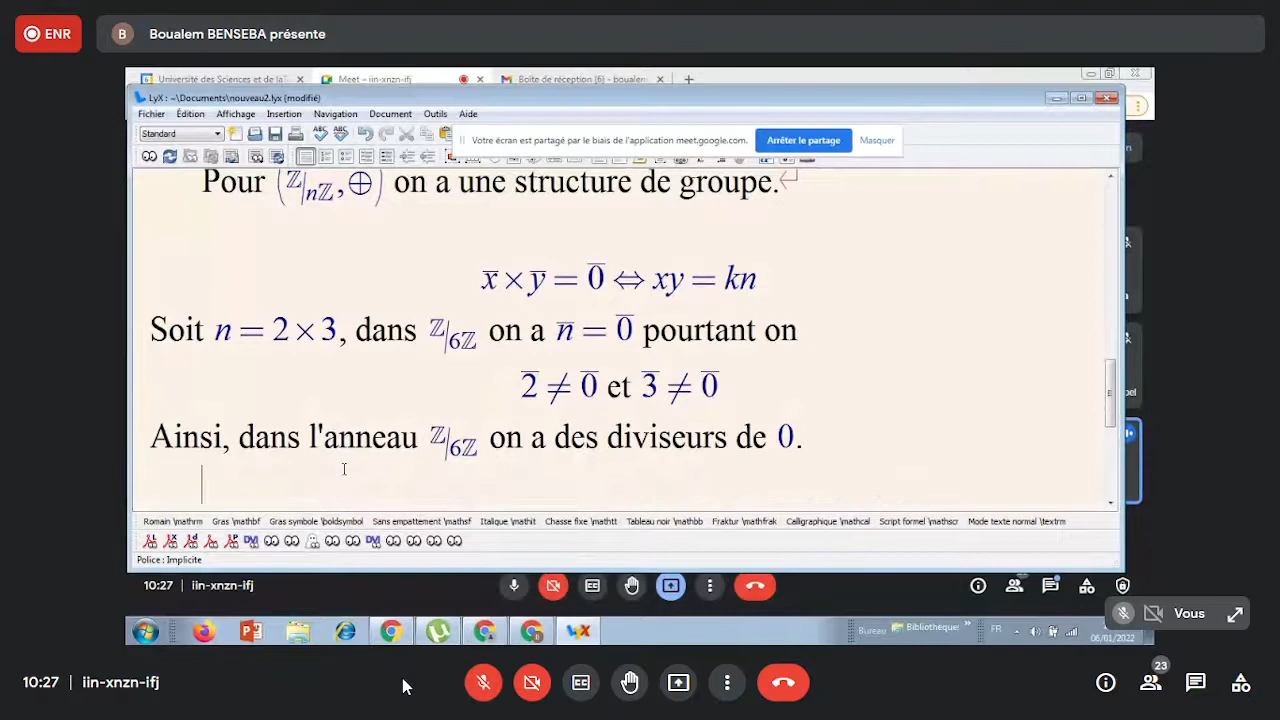 ENR
B
Boualem BENSEBA présente
Université des Sciences et de la
Meet – iin-xnzn-ifj
Boîte de réception (6) - boualem
LyX : ~\Documents\nouveau2.lyx (modifié)
Fichier Édition Affichage Insertion Navigation Document Outils Aide
Standard
Votre écran est partagé par le biais de l'application meet.google.com.
Arrêter le partage
Masquer
Pour (ℤ/nℤ, ⊕) on a une structure de groupe.
x̅ × y̅ = 0̅ ⇔ xy = kn
Soit n = 2 × 3, dans ℤ/6ℤ on a n̅ = 0̅ pourtant on
2̅ ≠ 0̅ et 3̅ ≠ 0̅
Ainsi, dans l'anneau ℤ/6ℤ on a des diviseurs de 0.
Romain \mathrm Gras \mathbf Gras symbole \boldsymbol Sans empattement \mathsf Italique \mathit Chasse fixe \mathtt Tableau noir \mathbb Fraktur \mathfrak Calligraphique \mathcal Script formel \mathscr Mode texte normal \textrm
Police : Implicite
10:27 | iin-xnzn-ifj
Vous
Bureau
Bibliothèques
FR
06/01/2022
10:27 | iin-xnzn-ifj
23